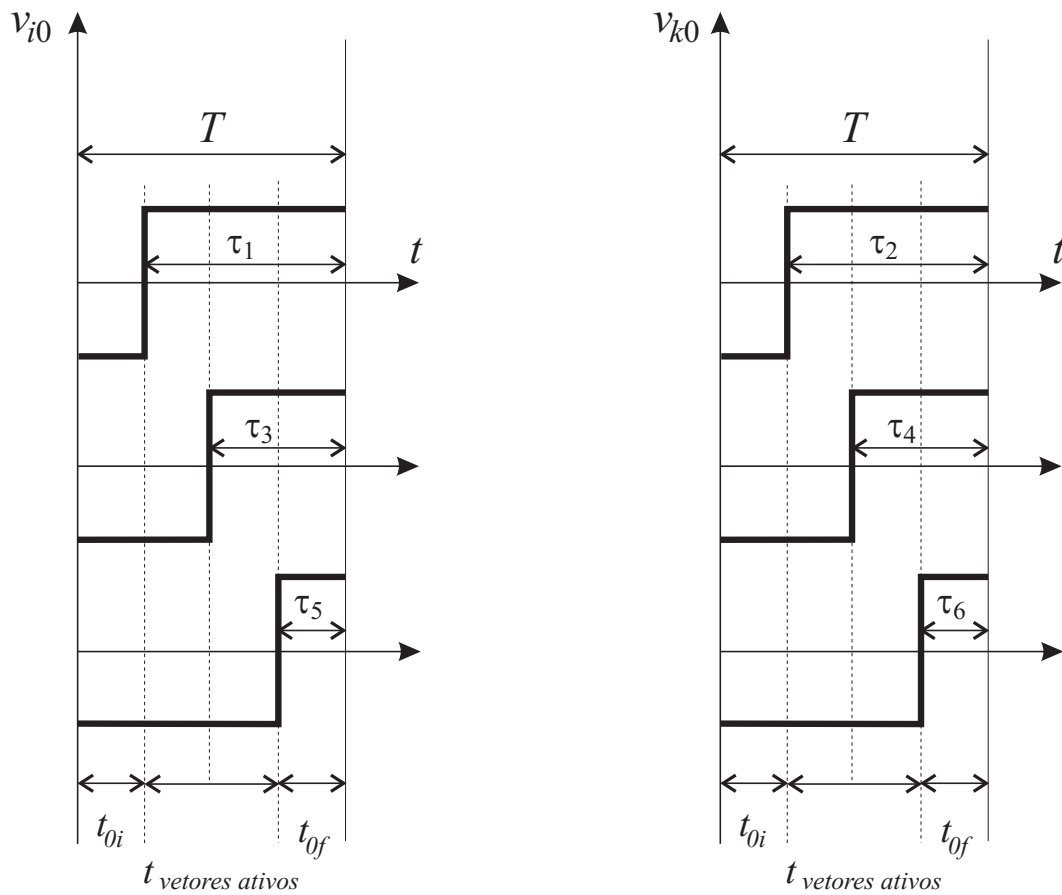 v_{i0}
T
τ₁
t
τ₃
τ₅
t_{0i}
t_{0f}
t vetores ativos
v_{k0}
T
τ₂
t
τ₄
τ₆
t_{0i}
t_{0f}
t vetores ativos